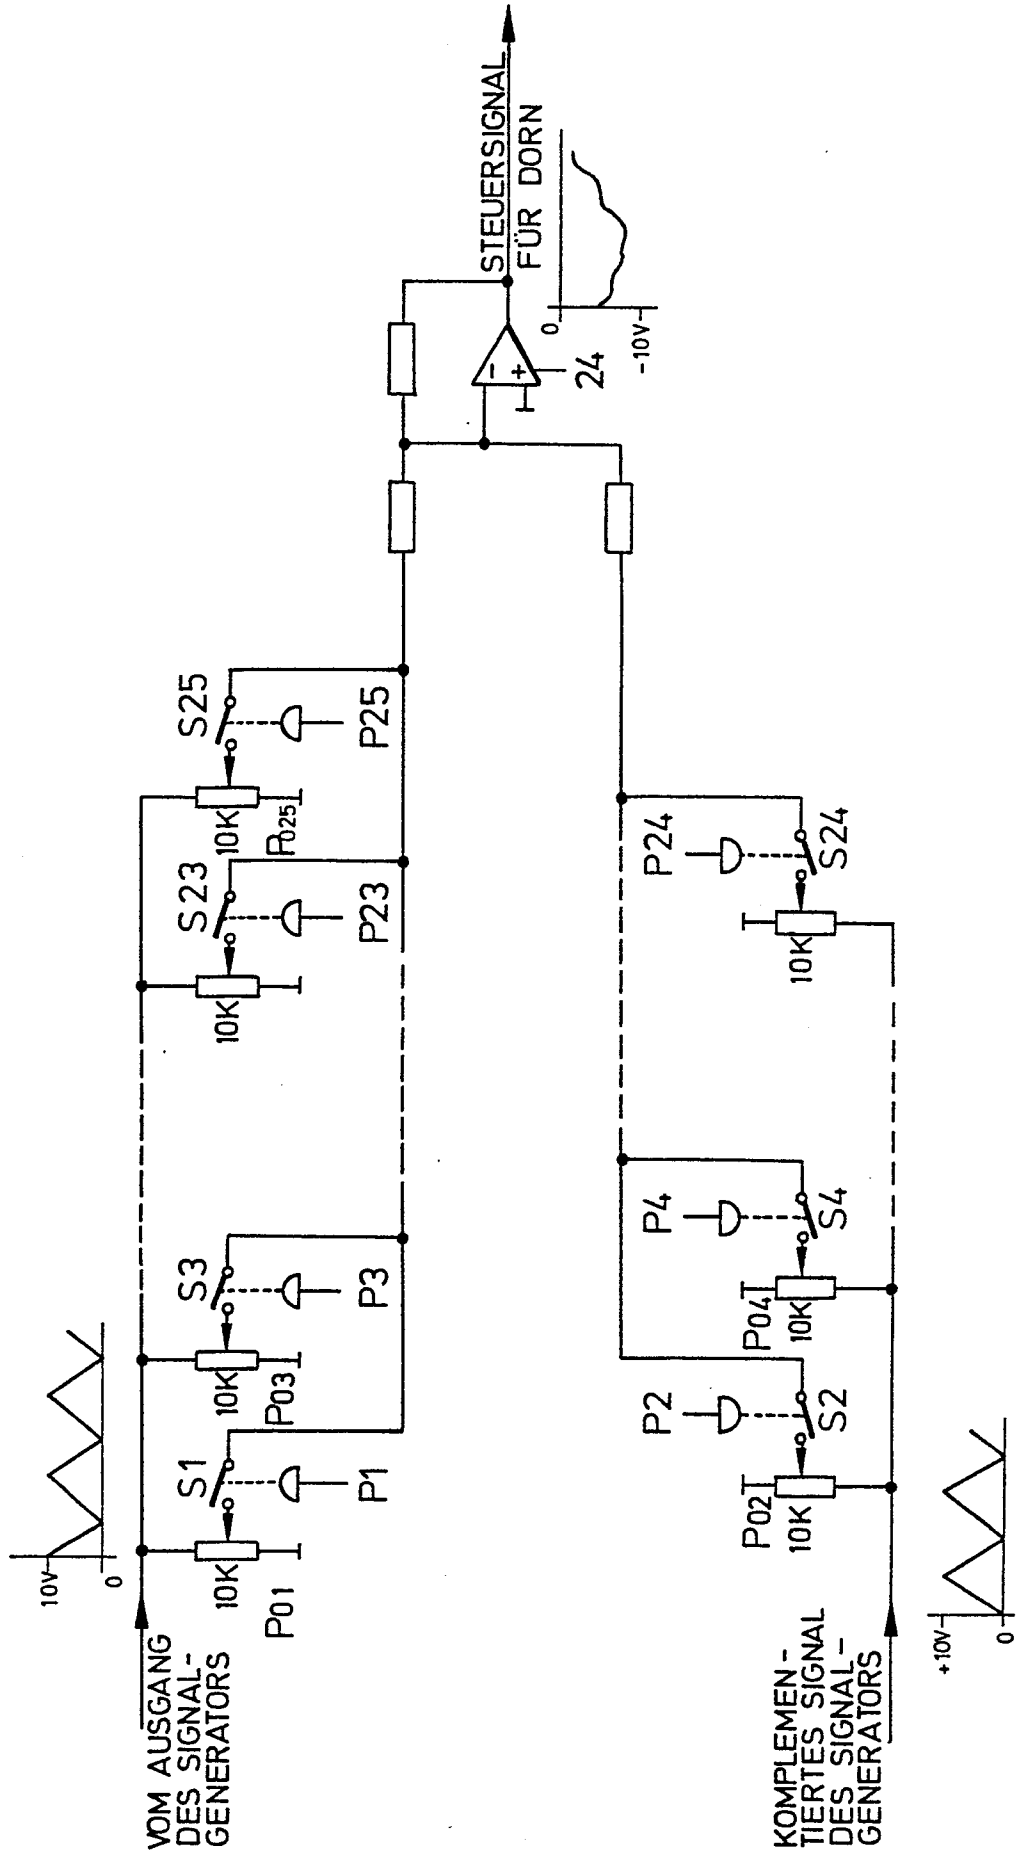 10V
0
VOM AUSGANG
DES SIGNAL-
GENERATORS
10K
P01
S1
P1
10K
P03
S3
P3
10K
S23
P23
10K
P025
S25
P25
STEUERSIGNAL
FÜR DORN
-
+
24
0
-10V
P02
10K
P2
S2
P04
10K
P4
S4
10K
P24
S24
KOMPLEMEN-
TIERTES SIGNAL
DES SIGNAL-
GENERATORS
+10V
0